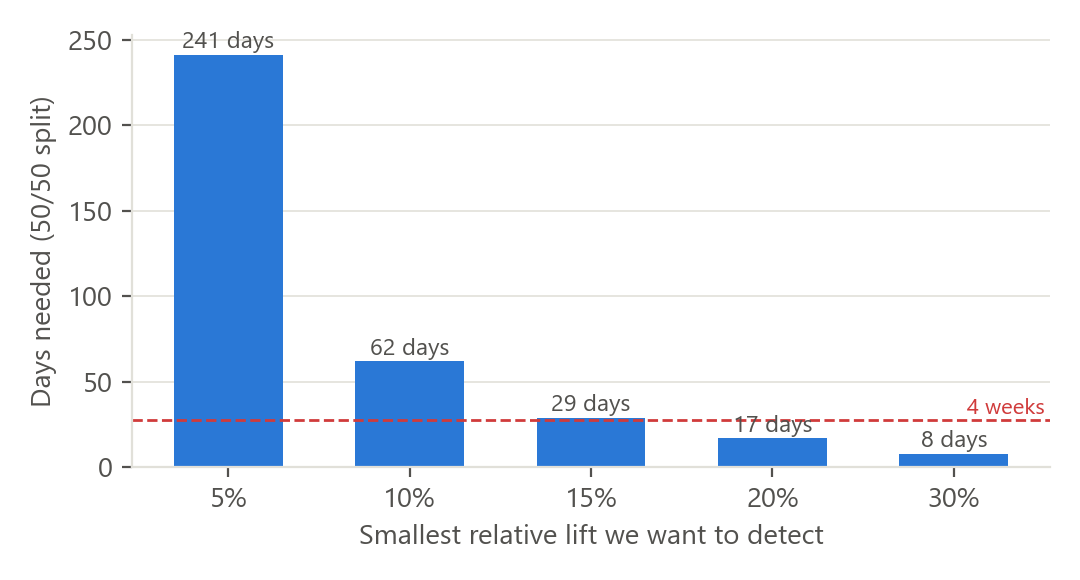 Days needed (50/50 split)
250
200
150
100
50
0
241 days
62 days
29 days
17 days
8 days
4 weeks
5%
10%
15%
20%
30%
Smallest relative lift we want to detect